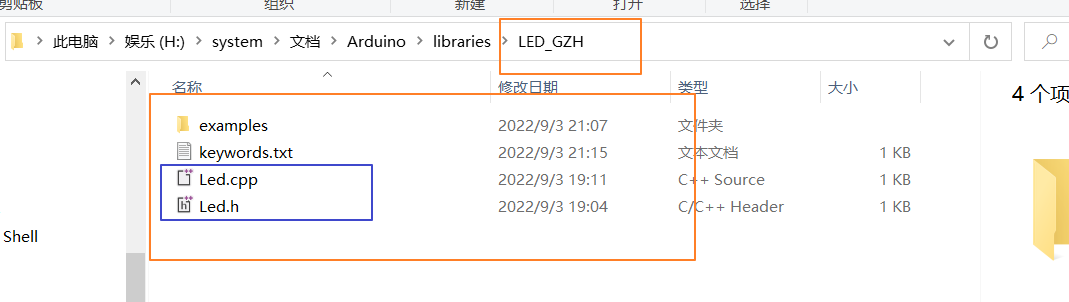 剪贴板 组织 新建 打开 选择
此电脑 娱乐 (H:) system 文档 Arduino libraries LED_GZH
名称 修改日期 类型 大小
4 个项
examples 2022/9/3 21:07 文件夹
keywords.txt 2022/9/3 21:15 文本文档 1 KB
Led.cpp 2022/9/3 19:11 C++ Source 1 KB
Led.h 2022/9/3 19:04 C/C++ Header 1 KB
Shell